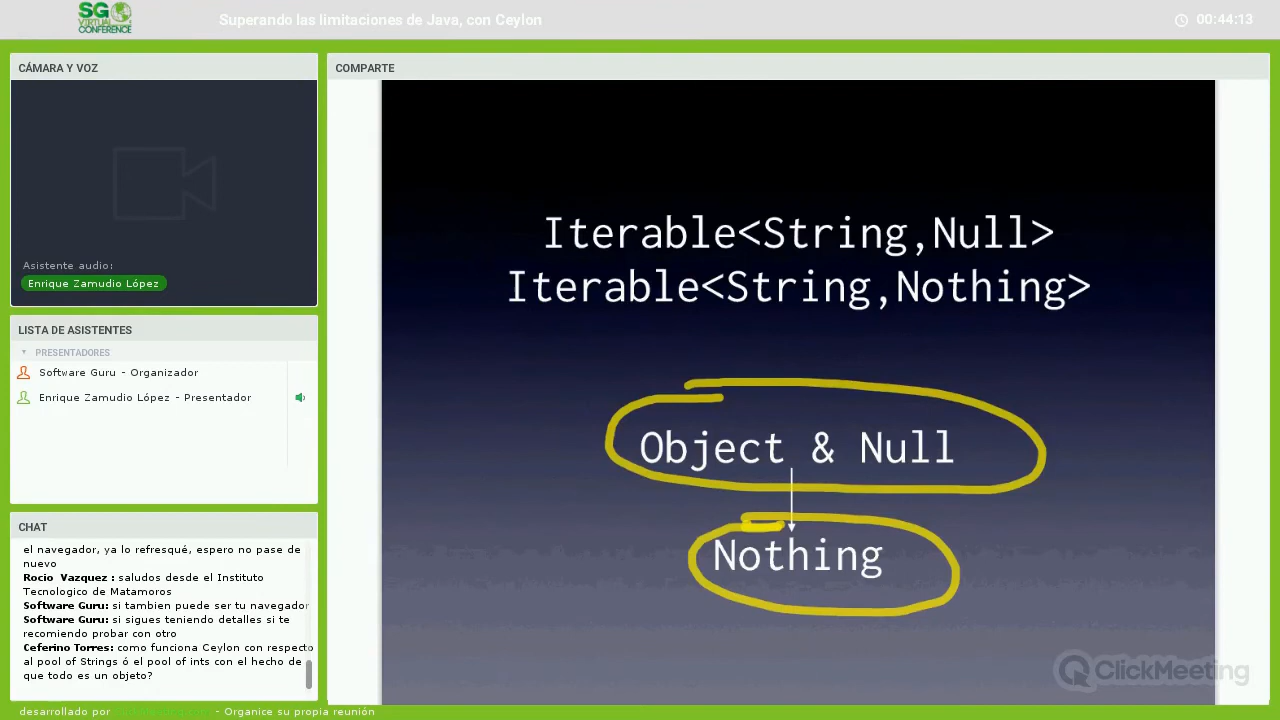 SG
VIRTUAL
CONFERENCE
Superando las limitaciones de Java, con Ceylon
00:44:13
CÁMARA Y VOZ
Asistente audio:
Enrique Zamudio López
LISTA DE ASISTENTES
PRESENTADORES
Software Guru - Organizador
Enrique Zamudio López - Presentador
CHAT
el navegador, ya lo refresqué, espero no pase de
nuevo
Rocio Vazquez : saludos desde el Instituto
Tecnologico de Matamoros
Software Guru: si tambien puede ser tu navegador
Software Guru: si sigues teniendo detalles si te
recomiendo probar con otro
Ceferino Torres: como funciona Ceylon con respecto
al pool of Strings ó el pool of ints con el hecho de
que todo es un objeto?
desarrollado por - Organice su propia reunión
COMPARTE
Iterable<String,Null>
Iterable<String,Nothing>
Object & Null
Nothing
ClickMeeting